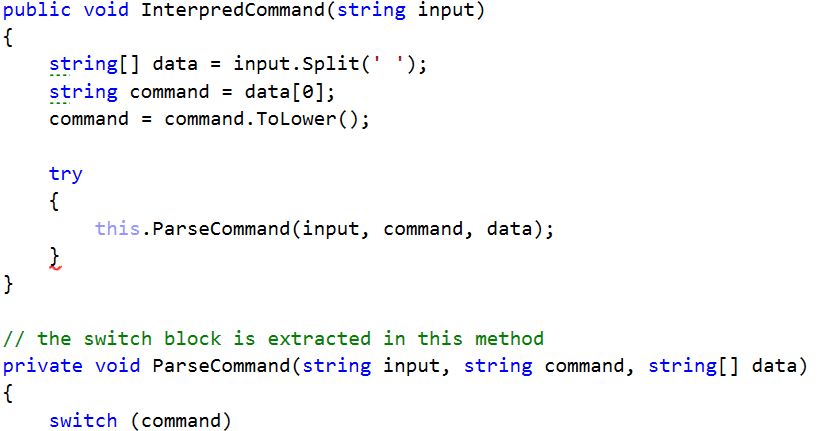 public void InterpredCommand(string input)
{
    string[] data = input.Split(' ');
    string command = data[0];
    command = command.ToLower();
    try
    {
        this.ParseCommand(input, command, data);
    }
}
// the switch block is extracted in this method
private void ParseCommand(string input, string command, string[] data)
{
    switch (command)